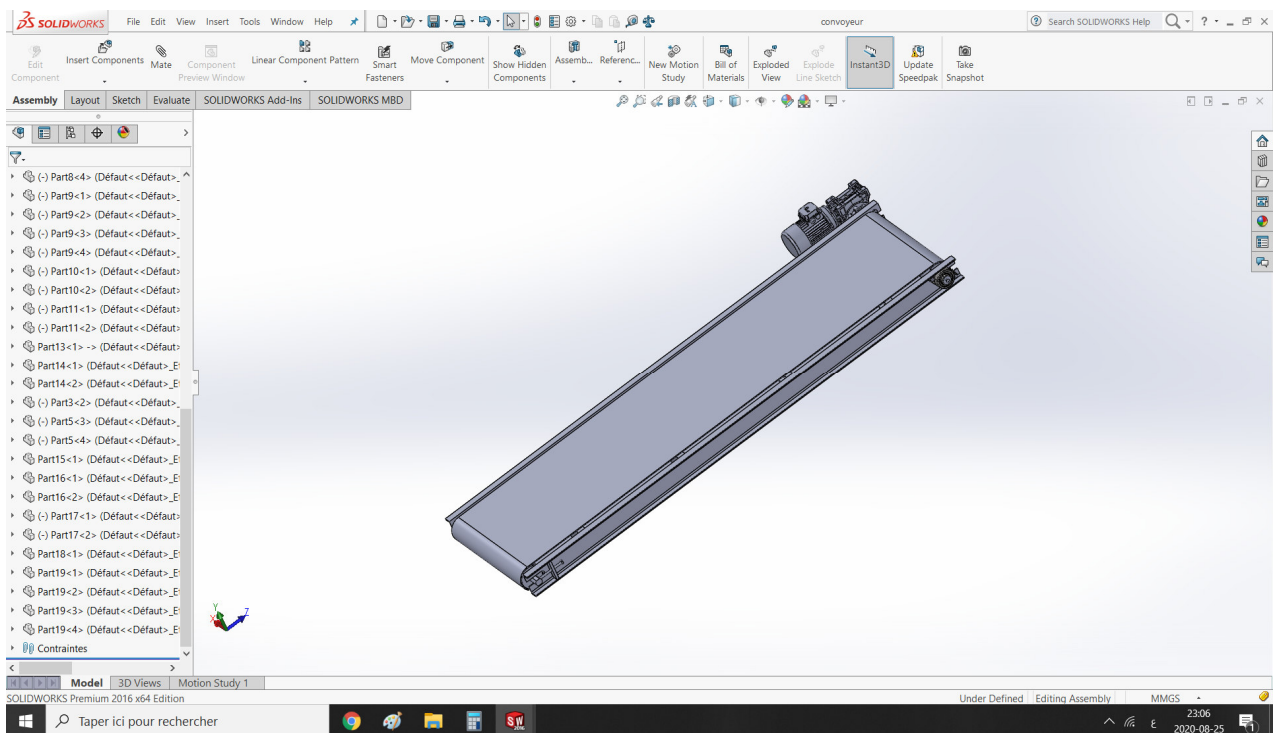 SOLIDWORKS File Edit View Insert Tools Window Help convoyeur Search SOLIDWORKS Help
Edit Component
Insert Components
Mate
Component Preview Window
Linear Component Pattern
Smart Fasteners
Move Component
Show Hidden Components
Assemb...
Referenc...
New Motion Study
Bill of Materials
Exploded View
Explode Line Sketch
Instant3D
Update Speedpak
Take Snapshot
Assembly Layout Sketch Evaluate SOLIDWORKS Add-Ins SOLIDWORKS MBD
(-) Part8<4> (Défaut<<Défaut>_
(-) Part9<1> (Défaut<<Défaut>_
(-) Part9<2> (Défaut<<Défaut>_
(-) Part9<3> (Défaut<<Défaut>_
(-) Part9<4> (Défaut<<Défaut>_
(-) Part10<1> (Défaut<<Défaut>
(-) Part10<2> (Défaut<<Défaut>
(-) Part11<1> (Défaut<<Défaut>
(-) Part11<2> (Défaut<<Défaut>
Part13<1> -> (Défaut<<Défaut>
Part14<1> (Défaut<<Défaut>_E
Part14<2> (Défaut<<Défaut>_E
(-) Part3<2> (Défaut<<Défaut>_
(-) Part5<3> (Défaut<<Défaut>_
(-) Part5<4> (Défaut<<Défaut>_
Part15<1> (Défaut<<Défaut>_E
Part16<1> (Défaut<<Défaut>_E
Part16<2> (Défaut<<Défaut>_E
(-) Part17<1> (Défaut<<Défaut>
(-) Part17<2> (Défaut<<Défaut>
Part18<1> (Défaut<<Défaut>_E
Part19<1> (Défaut<<Défaut>_E
Part19<2> (Défaut<<Défaut>_E
Part19<3> (Défaut<<Défaut>_E
Part19<4> (Défaut<<Défaut>_E
Contraintes
Y X Z
Model 3D Views Motion Study 1
SOLIDWORKS Premium 2016 x64 Edition Under Defined Editing Assembly MMGS
Taper ici pour rechercher SW 2016 ع 23:06
2020-08-25 1